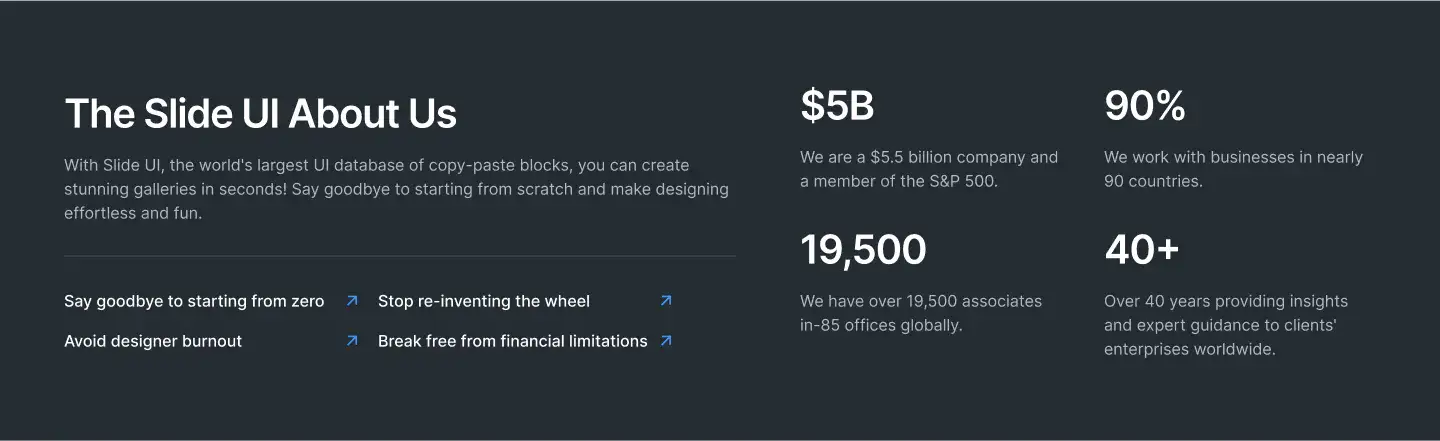 The Slide UI About Us
With Slide UI, the world's largest UI database of copy-paste blocks, you can create
stunning galleries in seconds! Say goodbye to starting from scratch and make designing
effortless and fun.
Say goodbye to starting from zero
Stop re-inventing the wheel
Avoid designer burnout
Break free from financial limitations
$5B
We are a $5.5 billion company and
a member of the S&P 500.
90%
We work with businesses in nearly
90 countries.
19,500
We have over 19,500 associates
in-85 offices globally.
40+
Over 40 years providing insights
and expert guidance to clients'
enterprises worldwide.